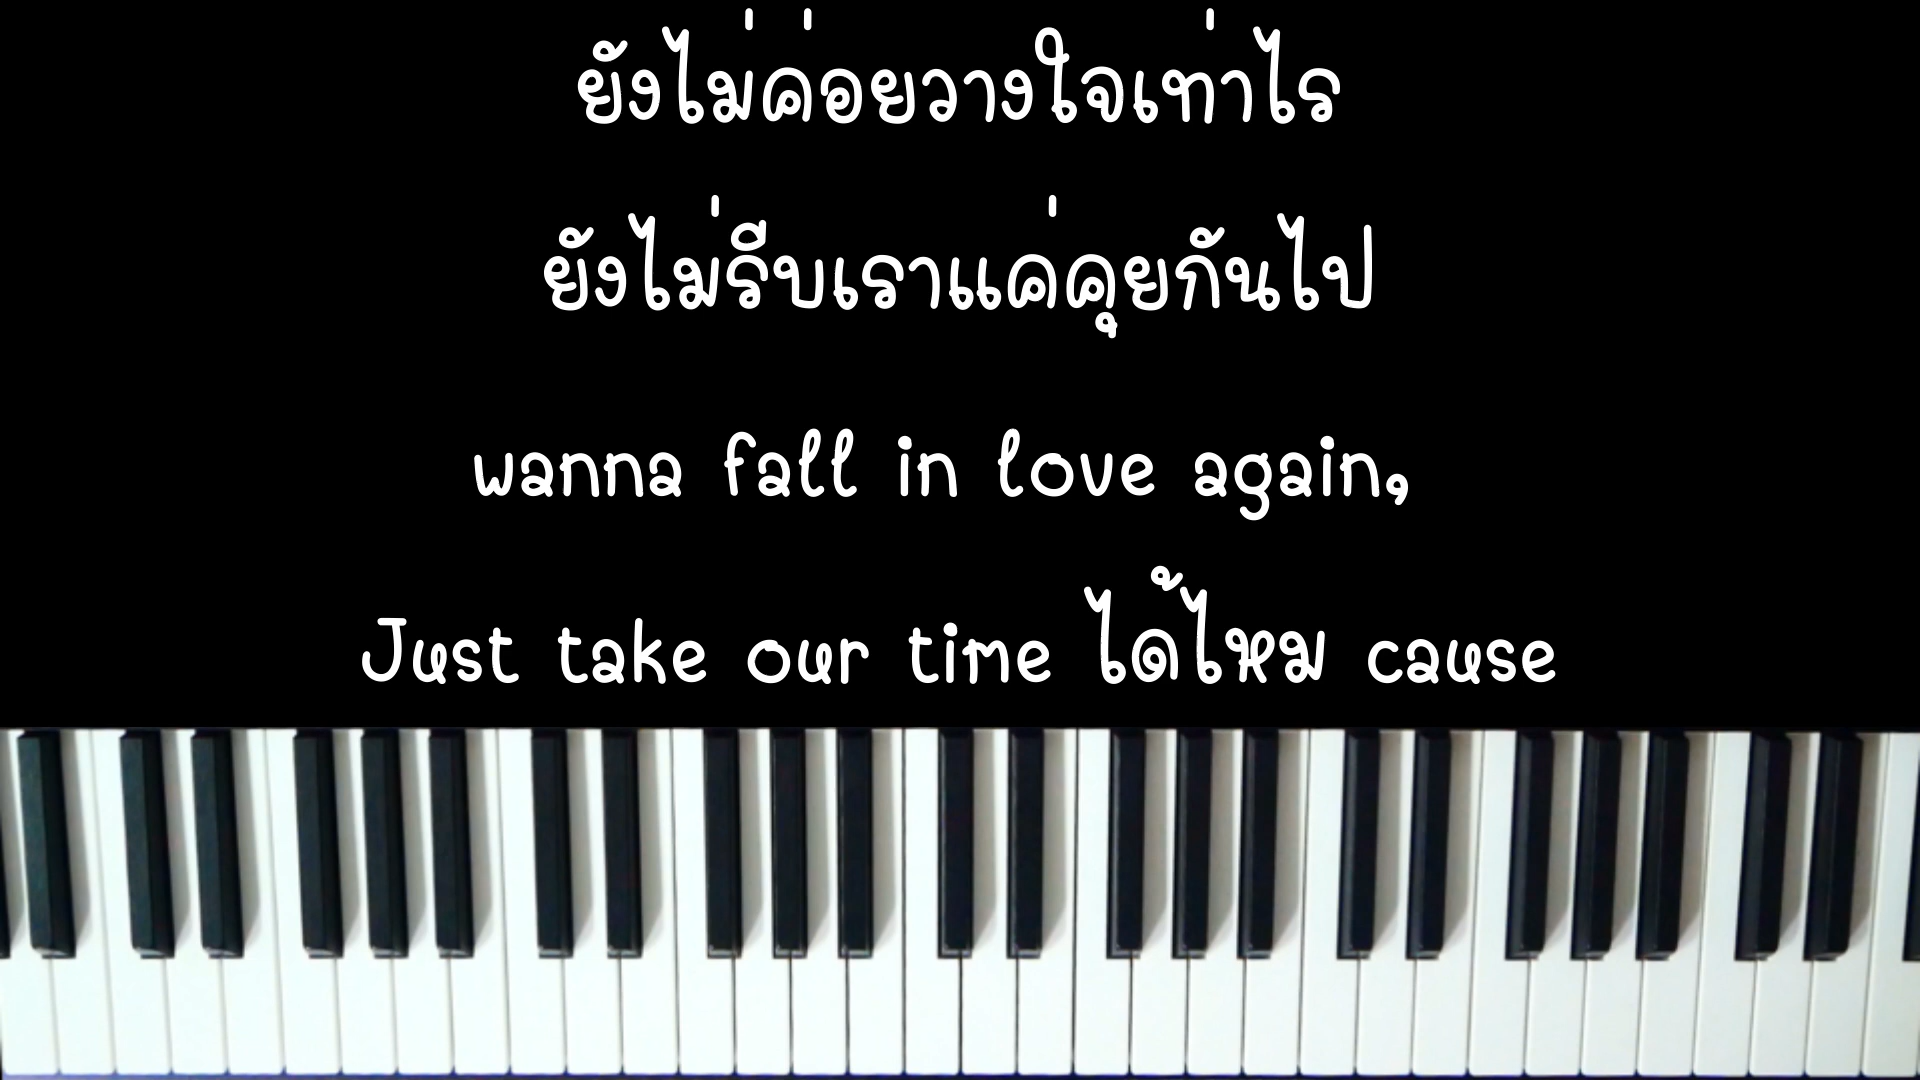 ยังไม่ค่อยวางใจเท่าไร
ยังไม่รีบเราแค่คุยกันไป
wanna fall in love again,
Just take our time ได้ไหม cause